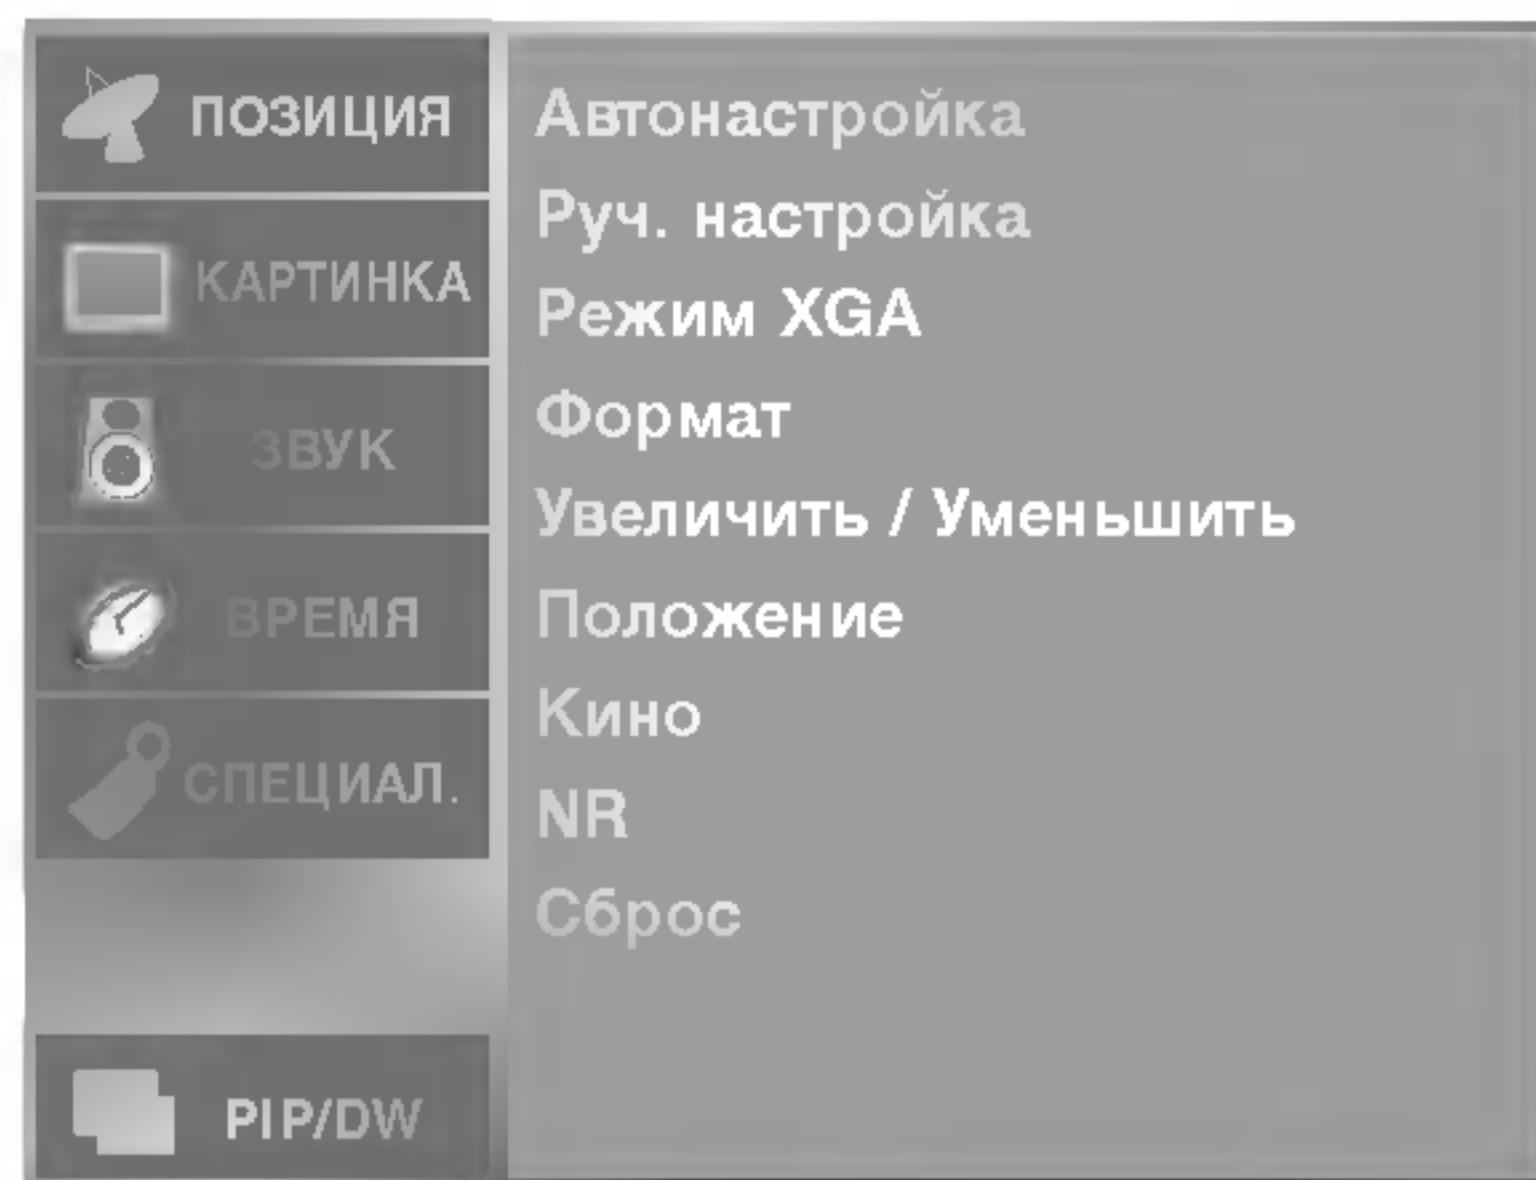 ПОЗИЦИЯ
КАРТИНКА
ЗВУК
ВРЕМЯ
СПЕЦИАЛ.
PIP/DW
Автонастройка
Руч. настройка
Режим XGA
Формат
Увеличить / Уменьшить
Положение
Кино
NR
Сброс